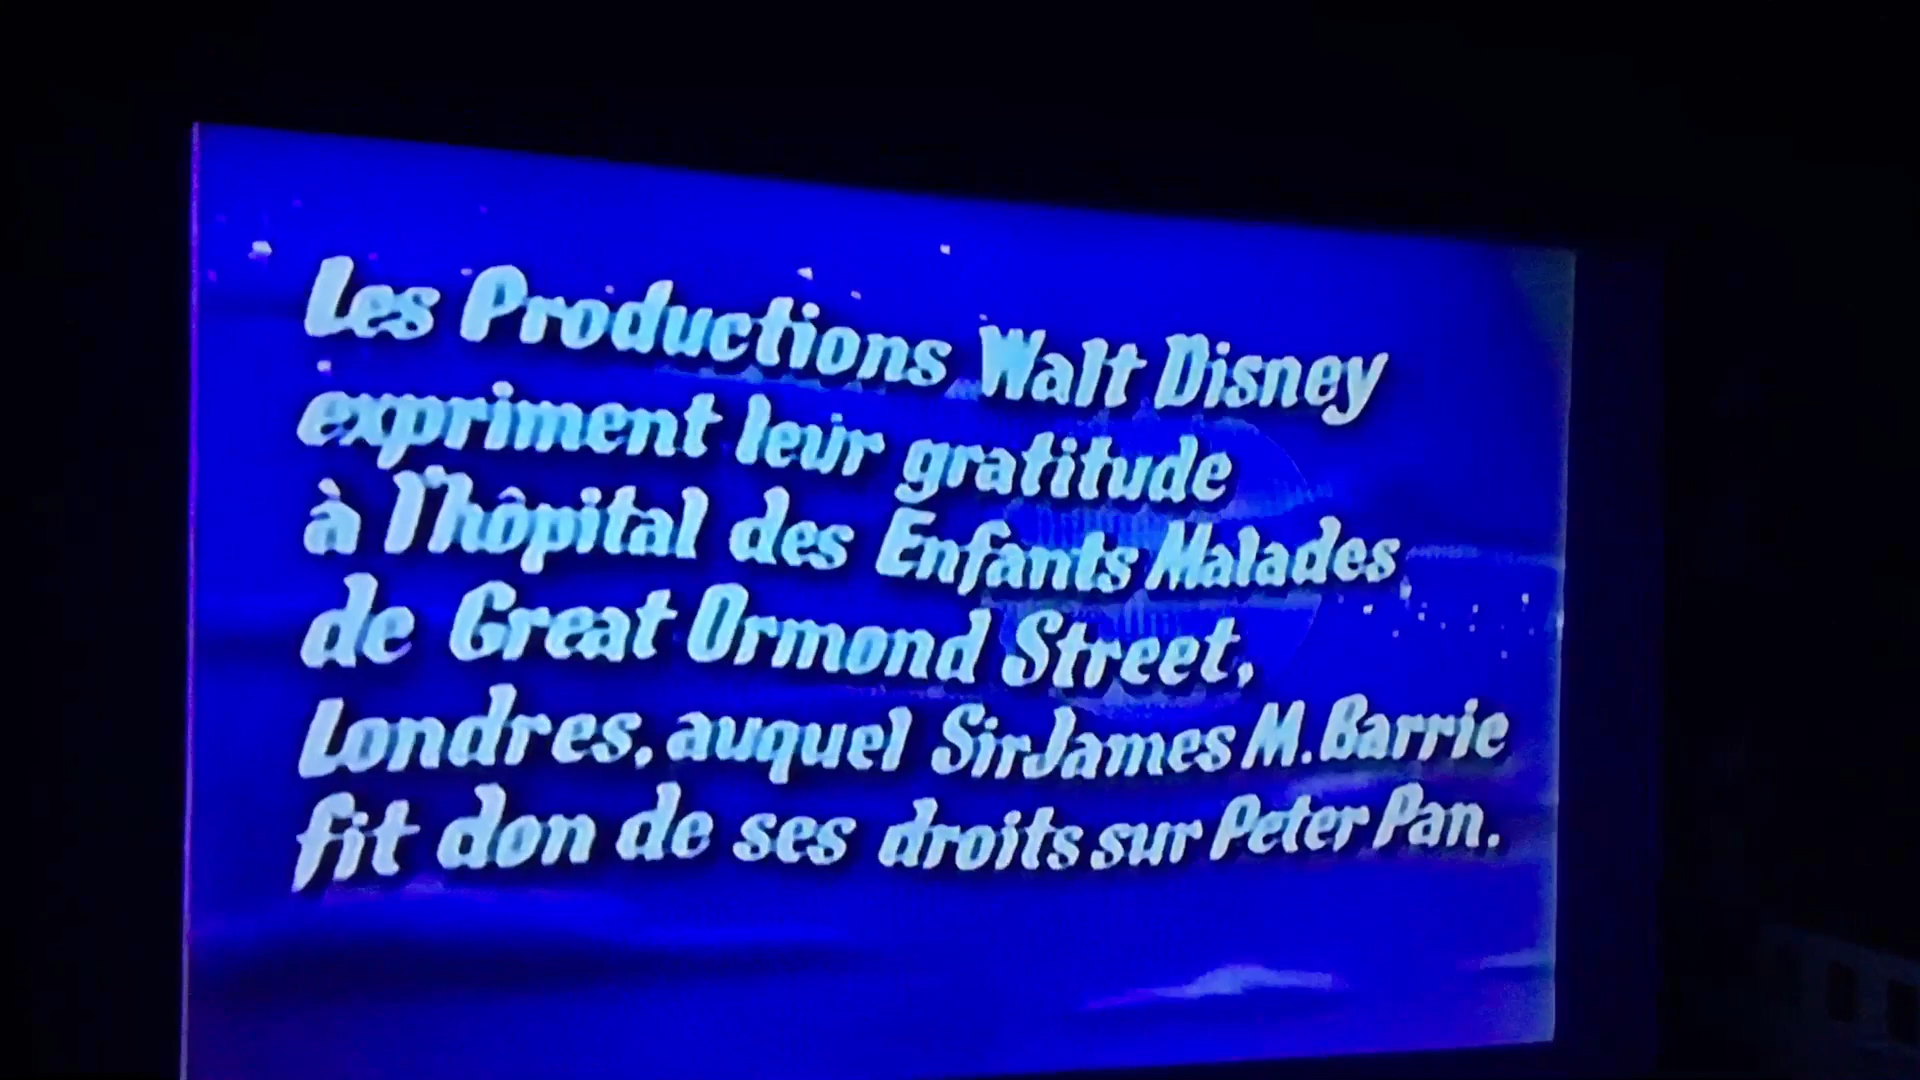 Les Productions Walt Disney
expriment leur gratitude
à l'hôpital des Enfants Malades
de Great Ormond Street,
Londres, auquel Sir James M. Barrie
fit don de ses droits sur Peter Pan.